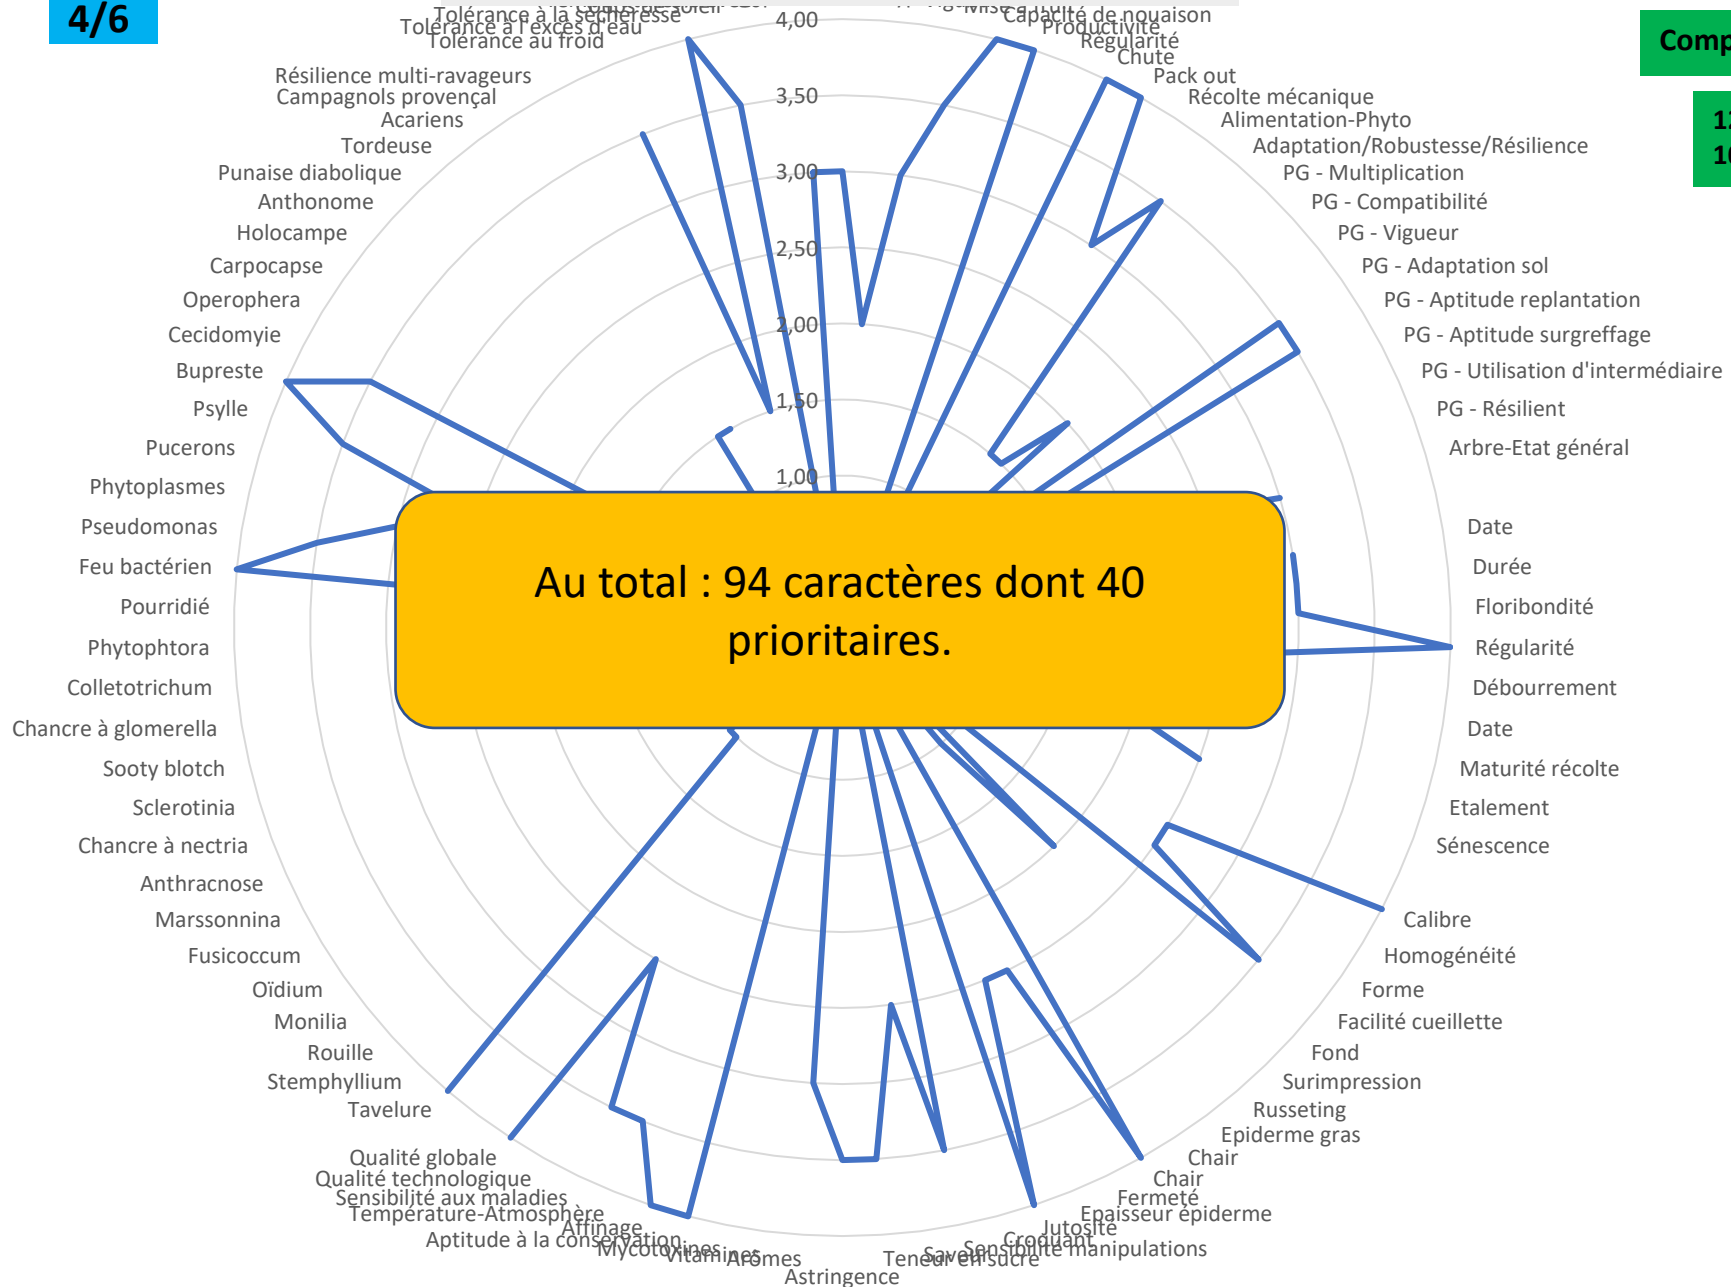 4/6
Comp
Tolérance à la sécheresse
Tolérance à l'excès d'eau
Tolérance au froid
Résilience multi-ravageurs
Campagnols provençal
Acariens
Tordeuse
Punaise diabolique
Anthonome
Holocampe
Carpocapse
Operophera
Cecidomyie
Bupreste
Psylle
Pucerons
Phytoplasmes
Pseudomonas
Feu bactérien
Pourridié
Phytophtora
Colletotrichum
Chancre à glomerella
Sooty blotch
Sclerotinia
Chancre à nectria
Anthracnose
Marssonnina
Fusicoccum
Oïdium
Monilia
Rouille
Stemphyllium
Tavelure
Qualité globale
Qualité technologique
Sensibilité aux maladies
Température-Atmosphère
Affinage
Aptitude à la conservation
Mycotoxines
Vitamines
Arômes
Astringence
4,00
3,50
3,00
2,50
2,00
1,50
1,00
Au total : 94 caractères dont 40
prioritaires.
Capacité de nouaison
Productivité
Régularité
Chute
Pack out
Récolte mécanique
Alimentation-Phyto
Adaptation/Robustesse/Résilience
PG - Multiplication
PG - Compatibilité
PG - Vigueur
PG - Adaptation sol
PG - Aptitude replantation
PG - Aptitude surgreffage
PG - Utilisation d'intermédiaire
PG - Résilient
Arbre-Etat général
Date
Durée
Floribondité
Régularité
Débourrement
Date
Maturité récolte
Etalement
Sénescence
Calibre
Homogénéité
Forme
Facilité cueillette
Fond
Surimpression
Russeting
Epiderme gras
Chair
Chair
Fermeté
Epaisseur épiderme
Jutosité
Croquant
Sensibilité manipulations
Saveur
Teneur en sucre